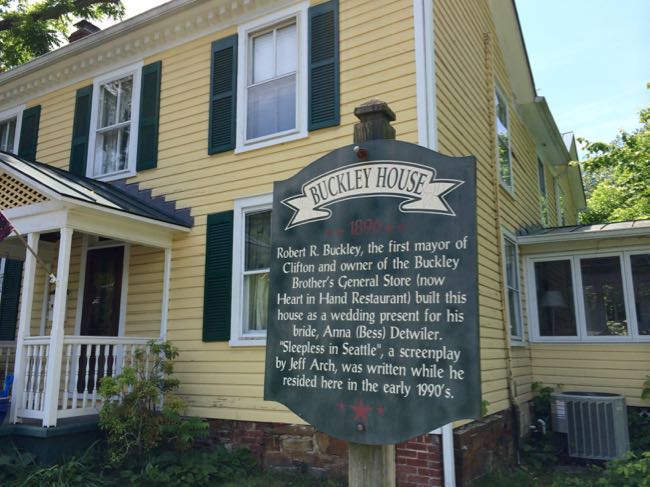 BUCKLEY HOUSE
1896
Robert R. Buckley, the first mayor of
Clifton and owner of the Buckley
Brother's General Store (now
Heart in Hand Restaurant) built this
house as a wedding present for his
bride, Anna (Bess) Detwiler.
"Sleepless in Seattle", a screenplay
by Jeff Arch, was written while he
resided here in the early 1990's.